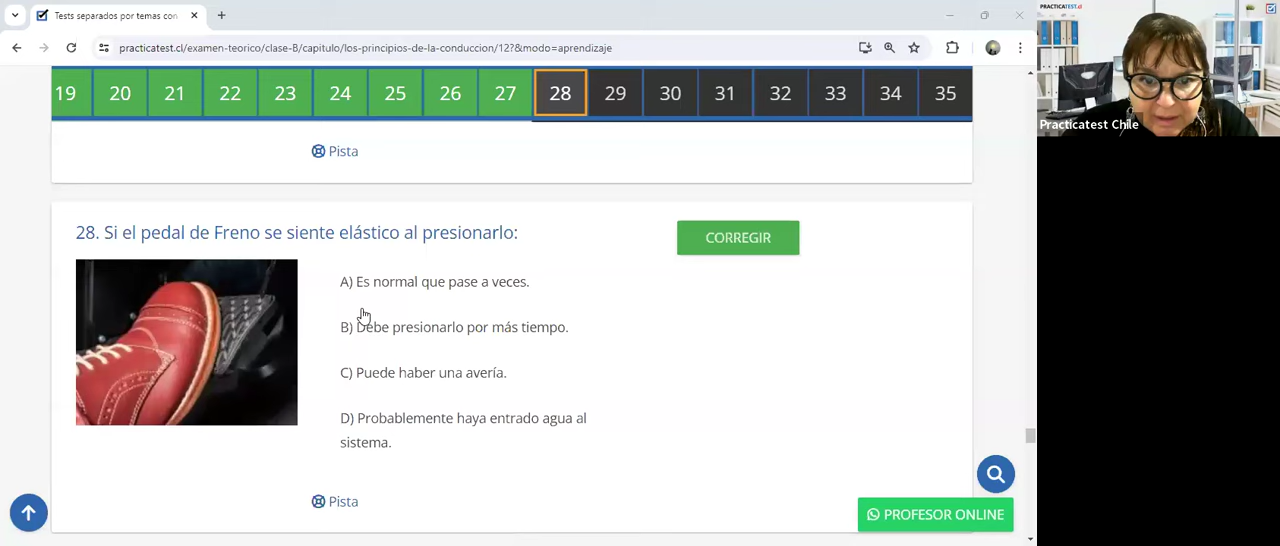 Tests separados por temas con
practicatest.cl/examen-teorico/clase-B/capitulo/los-principios-de-la-conduccion/127?&modo=aprendizaje
19 20 21 22 23 24 25 26 27 28 29 30 31 32 33 34 35
Pista
28. Si el pedal de Freno se siente elástico al presionarlo:
CORREGIR
A) Es normal que pase a veces.
B) Debe presionarlo por más tiempo.
C) Puede haber una avería.
D) Probablemente haya entrado agua al
sistema.
Pista
PROFESOR ONLINE
PRACTICATEST.cl
Practicatest Chile